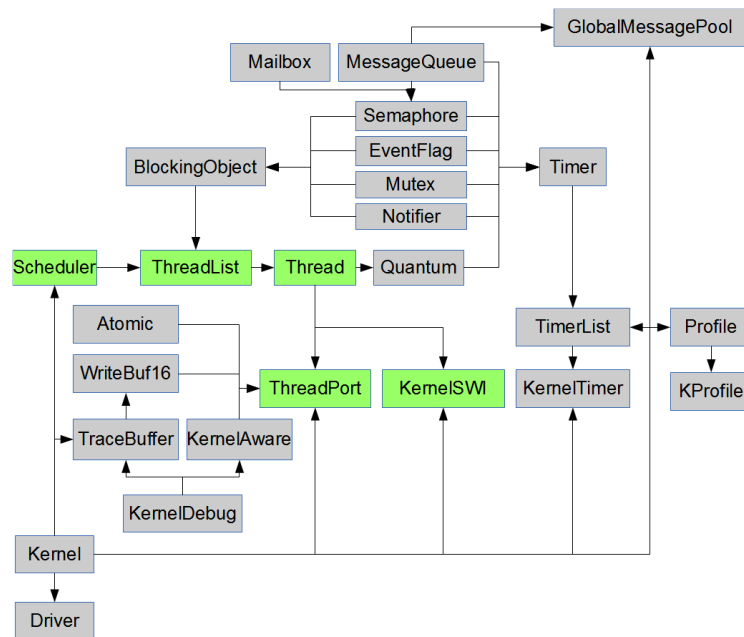 GlobalMessagePool
Mailbox
MessageQueue
Semaphore
EventFlag
BlockingObject
Timer
Mutex
Notifier
Scheduler
ThreadList
Thread
Quantum
Atomic
TimerList
Profile
WriteBuf16
ThreadPort
KernelSWI
KernelTimer
KProfile
TraceBuffer
KernelAware
KernelDebug
Kernel
Driver